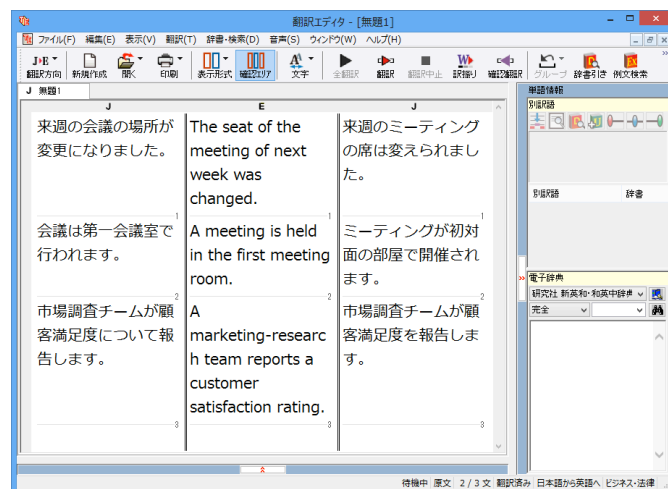 翻訳エディタ - [無題1]
ファイル(F) 編集(E) 表示(V) 翻訳(T) 辞書・検索(D) 音声(S) ウィンドウ(W) ヘルプ(H)
J▶E
翻訳方向 新規作成 開く 印刷 表示形式 確認エリア 文字 全翻訳 翻訳 翻訳中止 訳振り 確認翻訳 グループ 辞書引き 例文検索
J 無題1
J E J
来週の会議の場所が
変更になりました。
1
The seat of the
meeting of next
week was
changed.
1
来週のミーティング
の席は変えられまし
た。
1
会議は第一会議室で
行われます。
2
A meeting is held
in the first meeting
room.
2
ミーティングが初対
面の部屋で開催され
ます。
2
市場調査チームが顧
客満足度について報
告します。
3
A
marketing-researc
h team reports a
customer
satisfaction rating.
3
市場調査チームが顧
客満足度を報告しま
す。
3
単語情報
別訳語
別訳語 辞書
電子辞典
研究社 新英和・和英中辞典
完全
待機中 原文 2 / 3 文 翻訳済み 日本語から英語へ ビジネス・法律